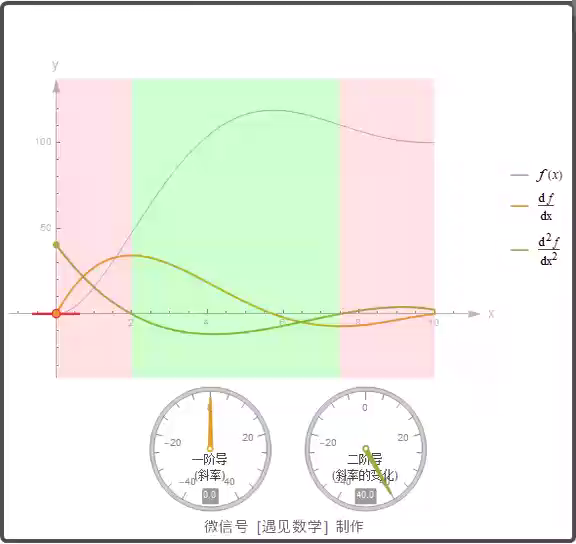 y
100
50
2
4
6
8
10
x
f(x)
df
dx
d²f
dx²
0
-20
20
一阶导
(斜率)
-40
40
0.0
0
-20
20
二阶导
(斜率的变化)
-40
40
40.0
微信号 [遇见数学] 制作